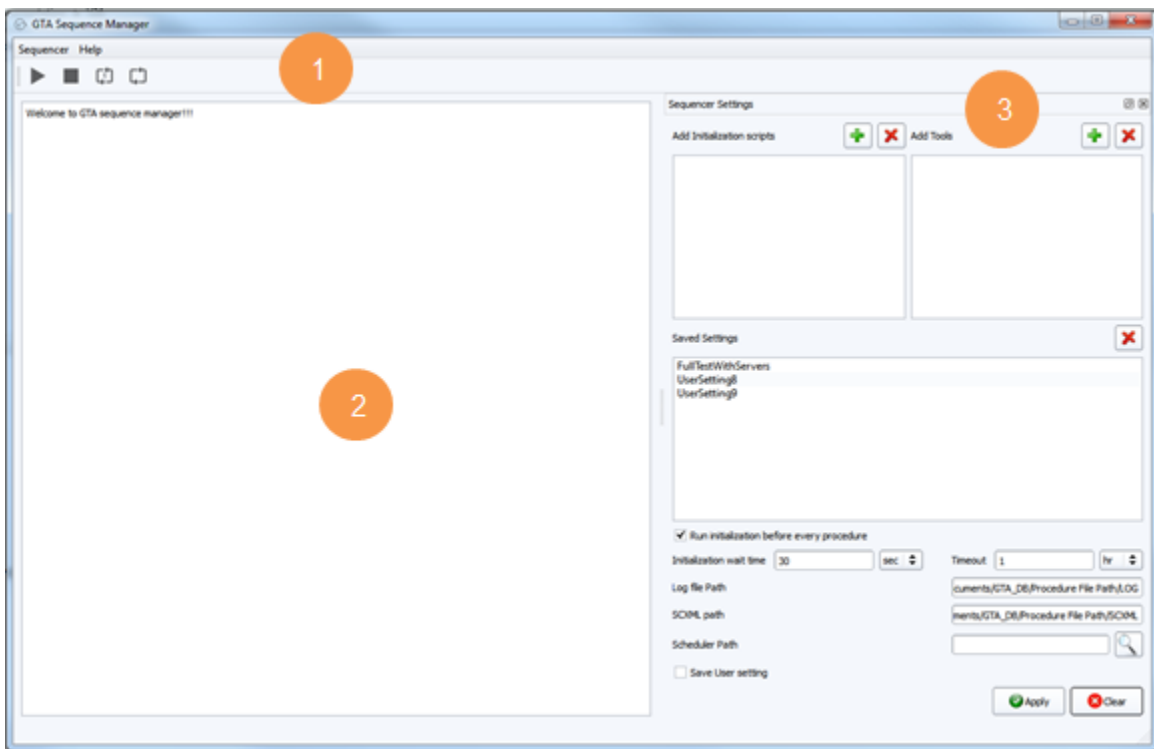 GTA Sequence Manager
Sequencer Help
1
Welcome to GTA sequence manager!!!
2
Sequencer Settings
3
Add Initialization scripts
Add Tools
Saved Settings
FullTestWithServers
UserSetting8
UserSetting9
Run initialization before every procedure
Initialization wait time 30 sec Timeout 1 hr
Log file Path cuments/GTA_DB/Procedure File Path/LOG
SCXML path ments/GTA_DB/Procedure File Path/SCXML
Scheduler Path
Save User setting
Apply Clear